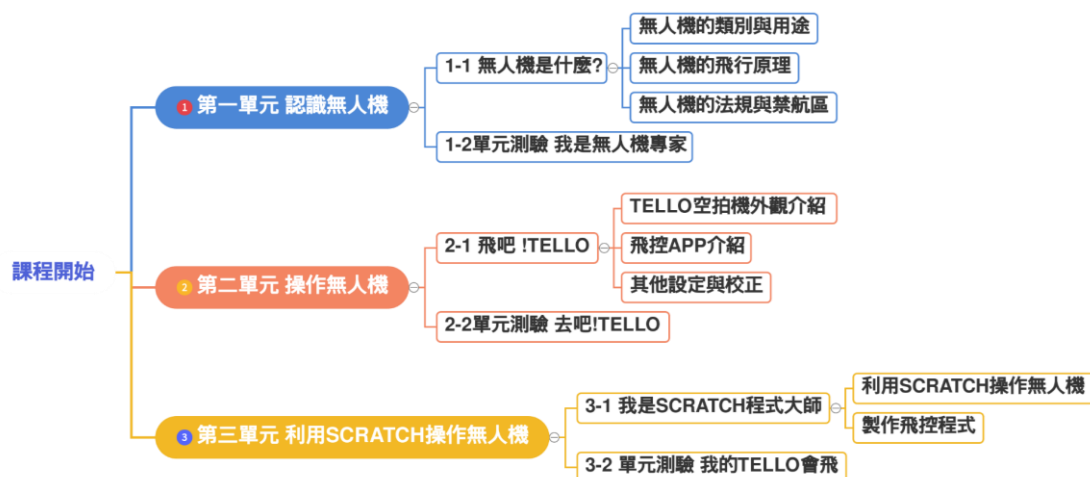 課程開始
1 第一單元 認識無人機
1-1 無人機是什麼?
無人機的類別與用途
無人機的飛行原理
無人機的法規與禁航區
1-2單元測驗 我是無人機專家
2 第二單元 操作無人機
2-1 飛吧 !TELLO
TELLO空拍機外觀介紹
飛控APP介紹
其他設定與校正
2-2單元測驗 去吧!TELLO
3 第三單元 利用SCRATCH操作無人機
3-1 我是SCRATCH程式大師
利用SCRATCH操作無人機
製作飛控程式
3-2 單元測驗 我的TELLO會飛